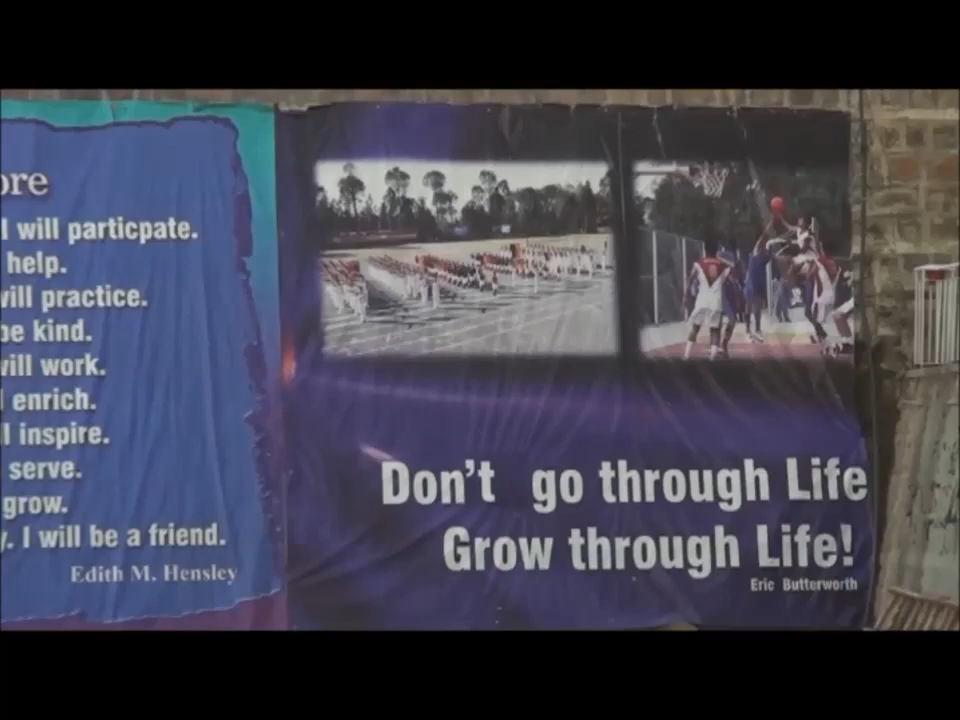 ore
I will particpate.
help.
will practice.
be kind.
will work.
I enrich.
ll inspire.
serve.
grow.
y. I will be a friend.
Edith M. Hensley
Don't go through Life
Grow through Life!
Eric Butterworth